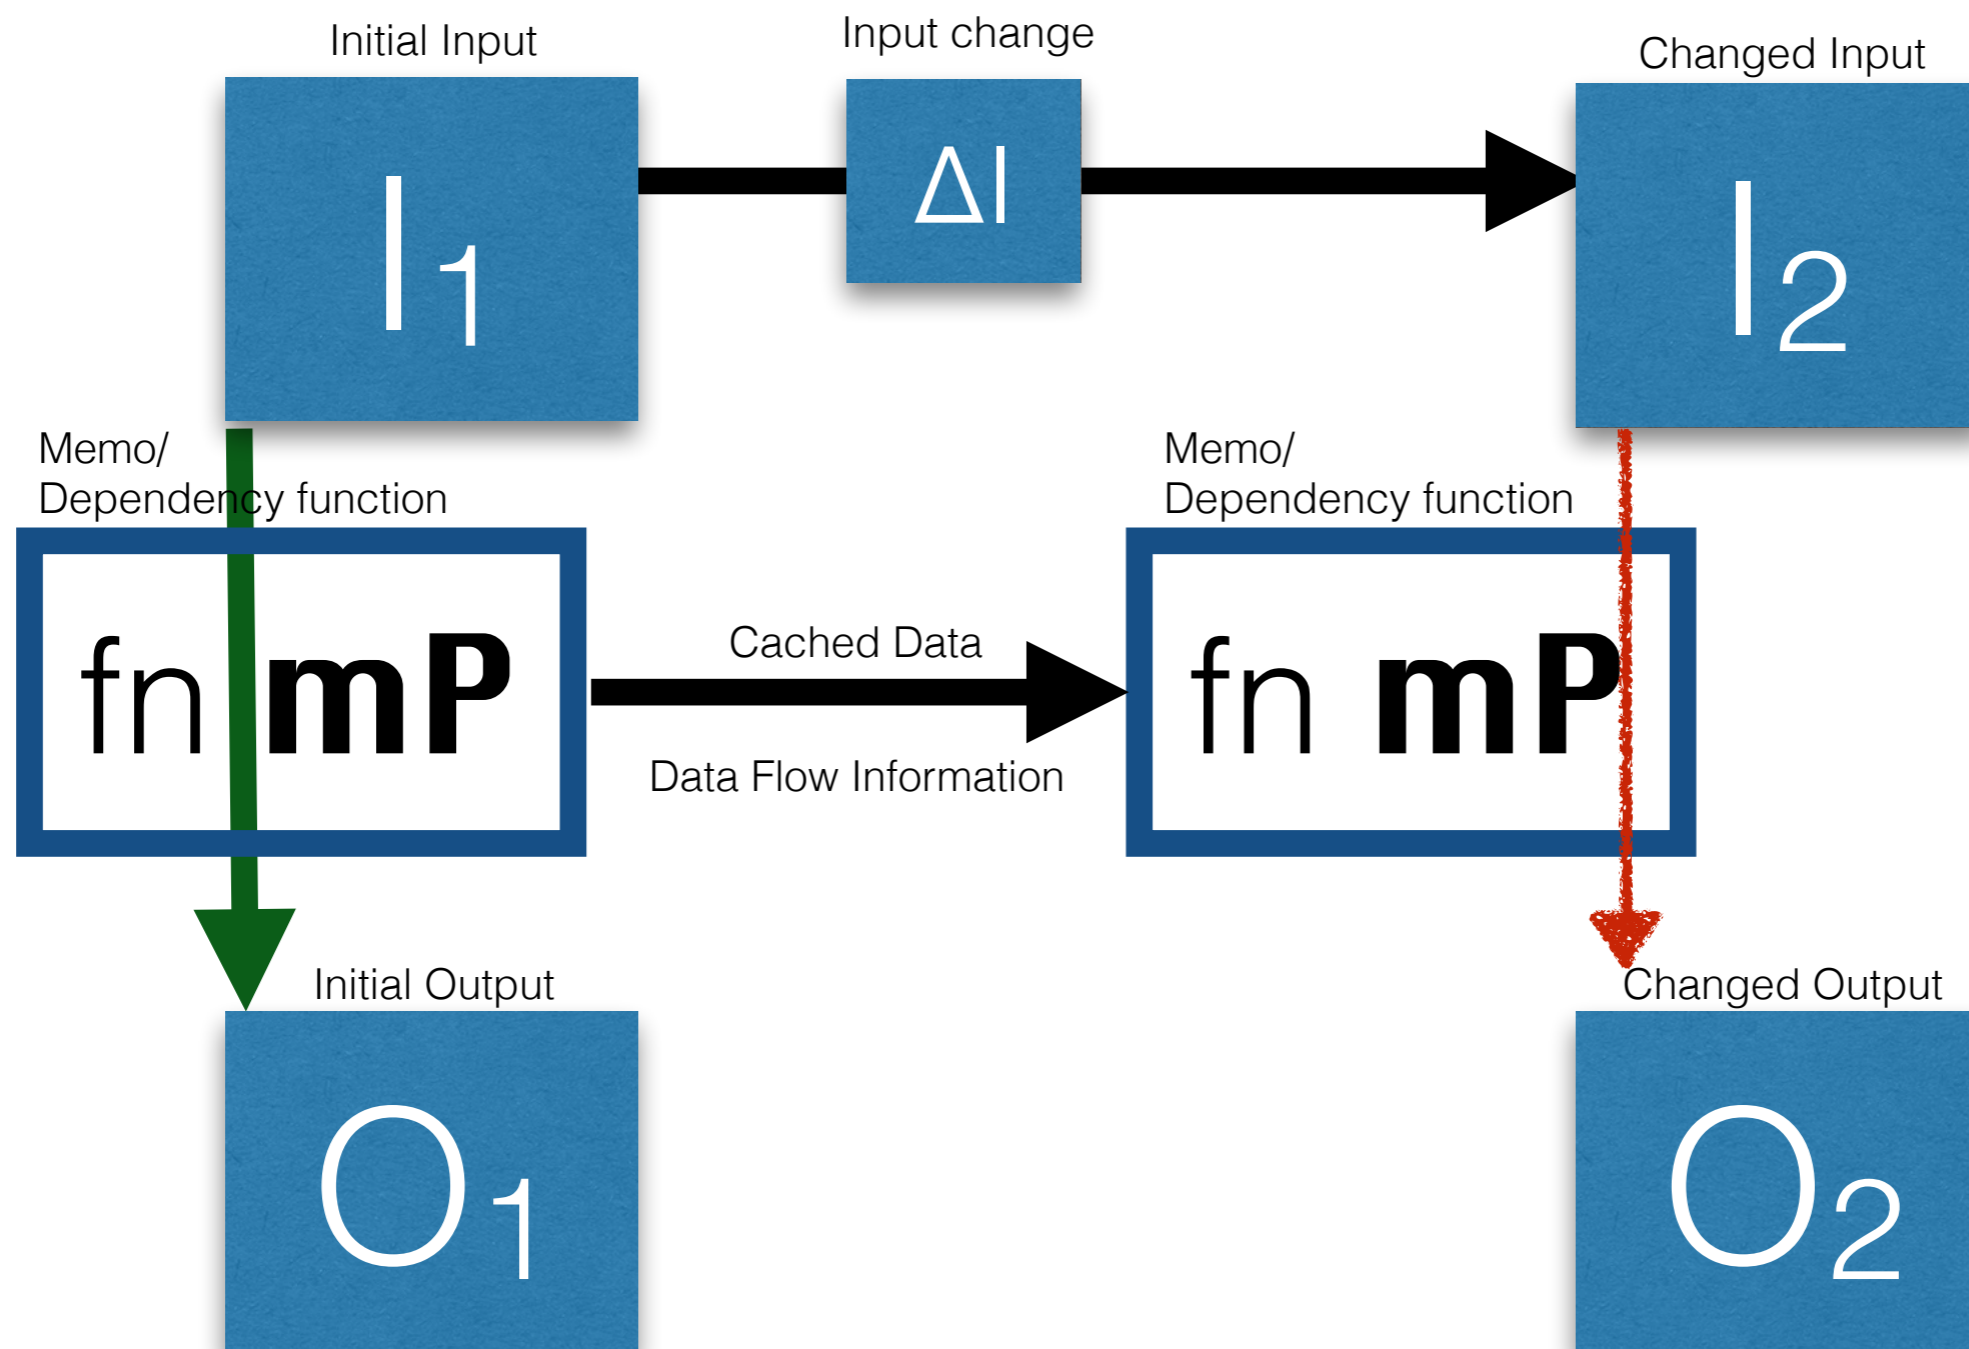 Initial Input
Input change
Changed Input
I1
ΔI
I2
Memo/
Dependency function
Memo/
Dependency function
fn mP
Cached Data
Data Flow Information
fn mP
Initial Output
Changed Output
O1
O2